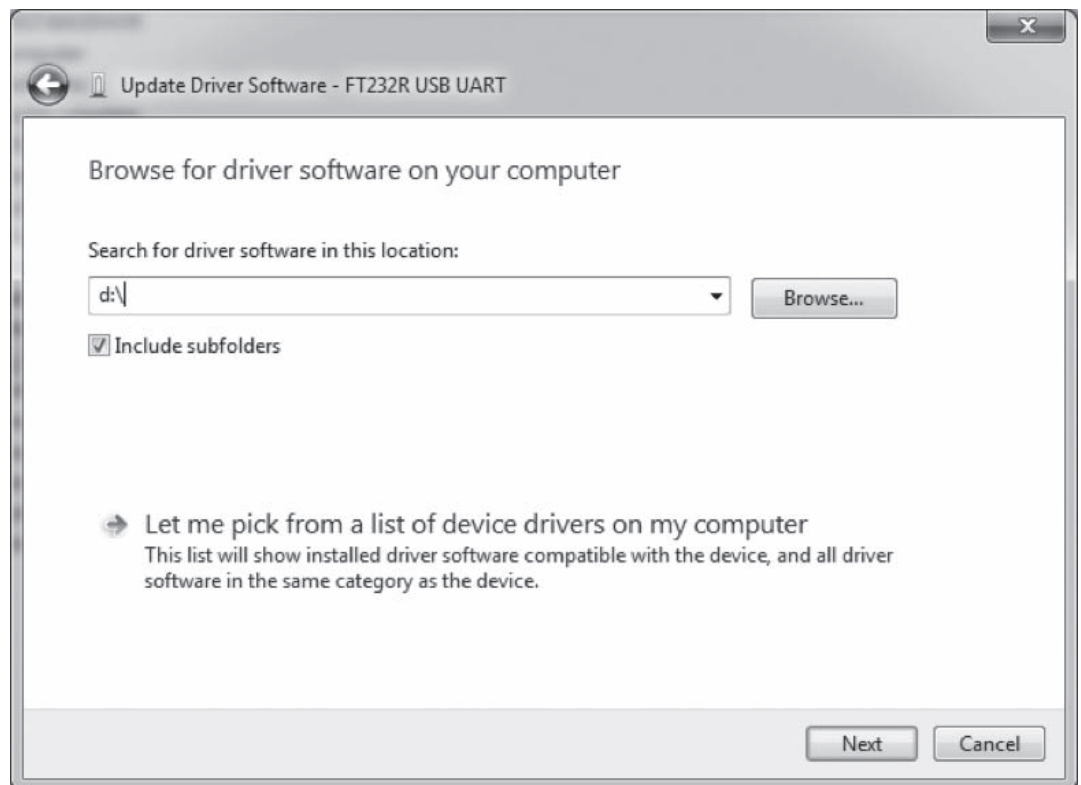 Update Driver Software - FT232R USB UART
Browse for driver software on your computer
Search for driver software in this location:
d:\
Browse...
Include subfolders
Let me pick from a list of device drivers on my computer
This list will show installed driver software compatible with the device, and all driver
software in the same category as the device.
Next
Cancel